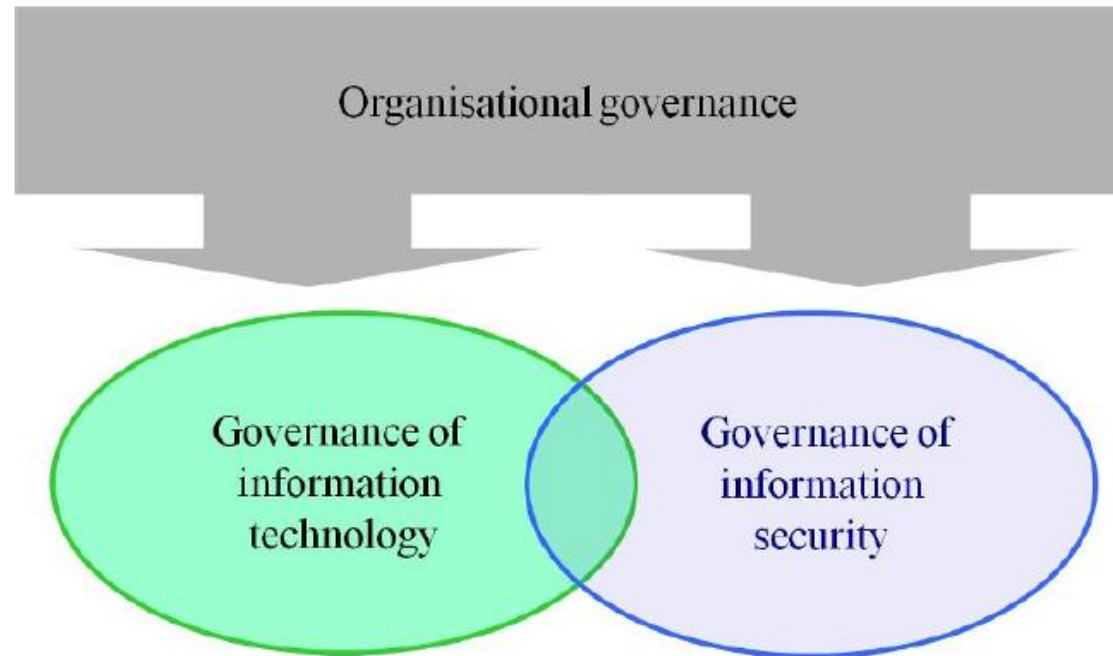 Organisational governance
Governance of
information
technology
Governance of
information
security